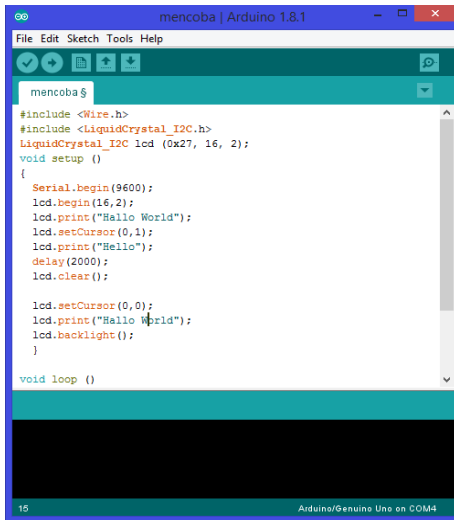 mencoba | Arduino 1.8.1
File Edit Sketch Tools Help
mencoba §
#include <Wire.h>
#include <LiquidCrystal_I2C.h>
LiquidCrystal_I2C lcd (0x27, 16, 2);
void setup ()
{
Serial.begin(9600);
lcd.begin(16,2);
lcd.print("Hallo World");
lcd.setCursor(0,1);
lcd.print("Hello");
delay(2000);
lcd.clear();
lcd.setCursor(0,0);
lcd.print("Hallo World");
lcd.backlight();
}
void loop ()
15
Arduino/Genuino Uno on COM4